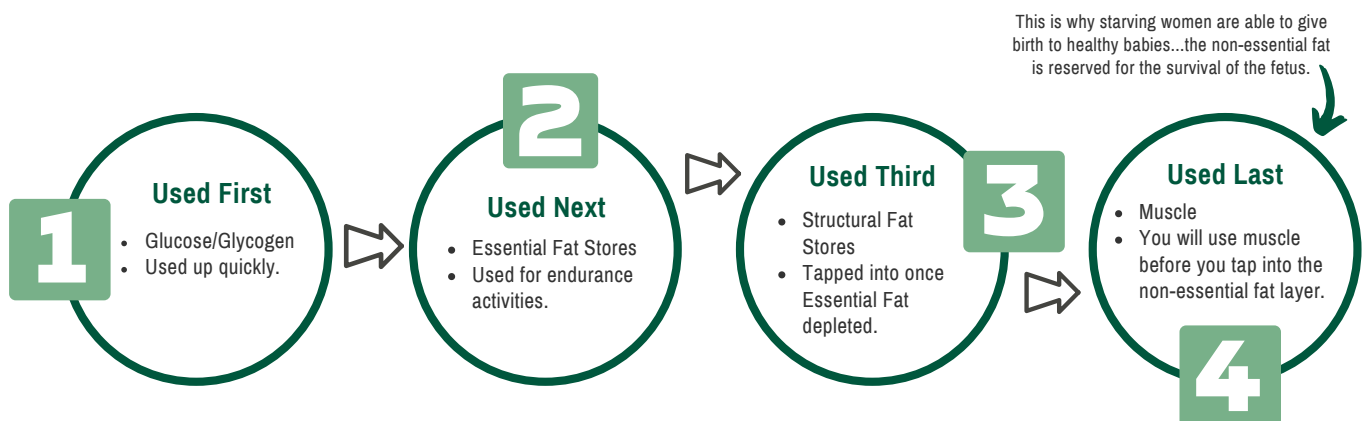 This is why starving women are able to give
birth to healthy babies...the non-essential fat
is reserved for the survival of the fetus.
1
Used First
• Glucose/Glycogen
• Used up quickly.
2
Used Next
• Essential Fat Stores
• Used for endurance
activities.
3
Used Third
• Structural Fat
Stores
• Tapped into once
Essential Fat
depleted.
Used Last
• Muscle
• You will use muscle
before you tap into the
non-essential fat layer.
4